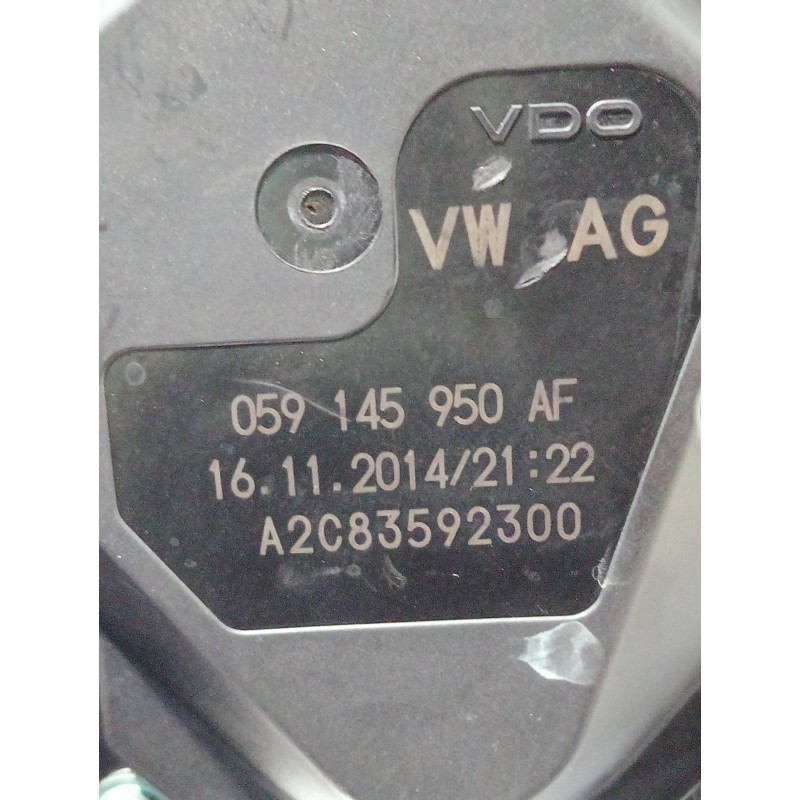 VDO
VW AG
059 145 950 AF
16.11.2014/21:22
A2C83592300